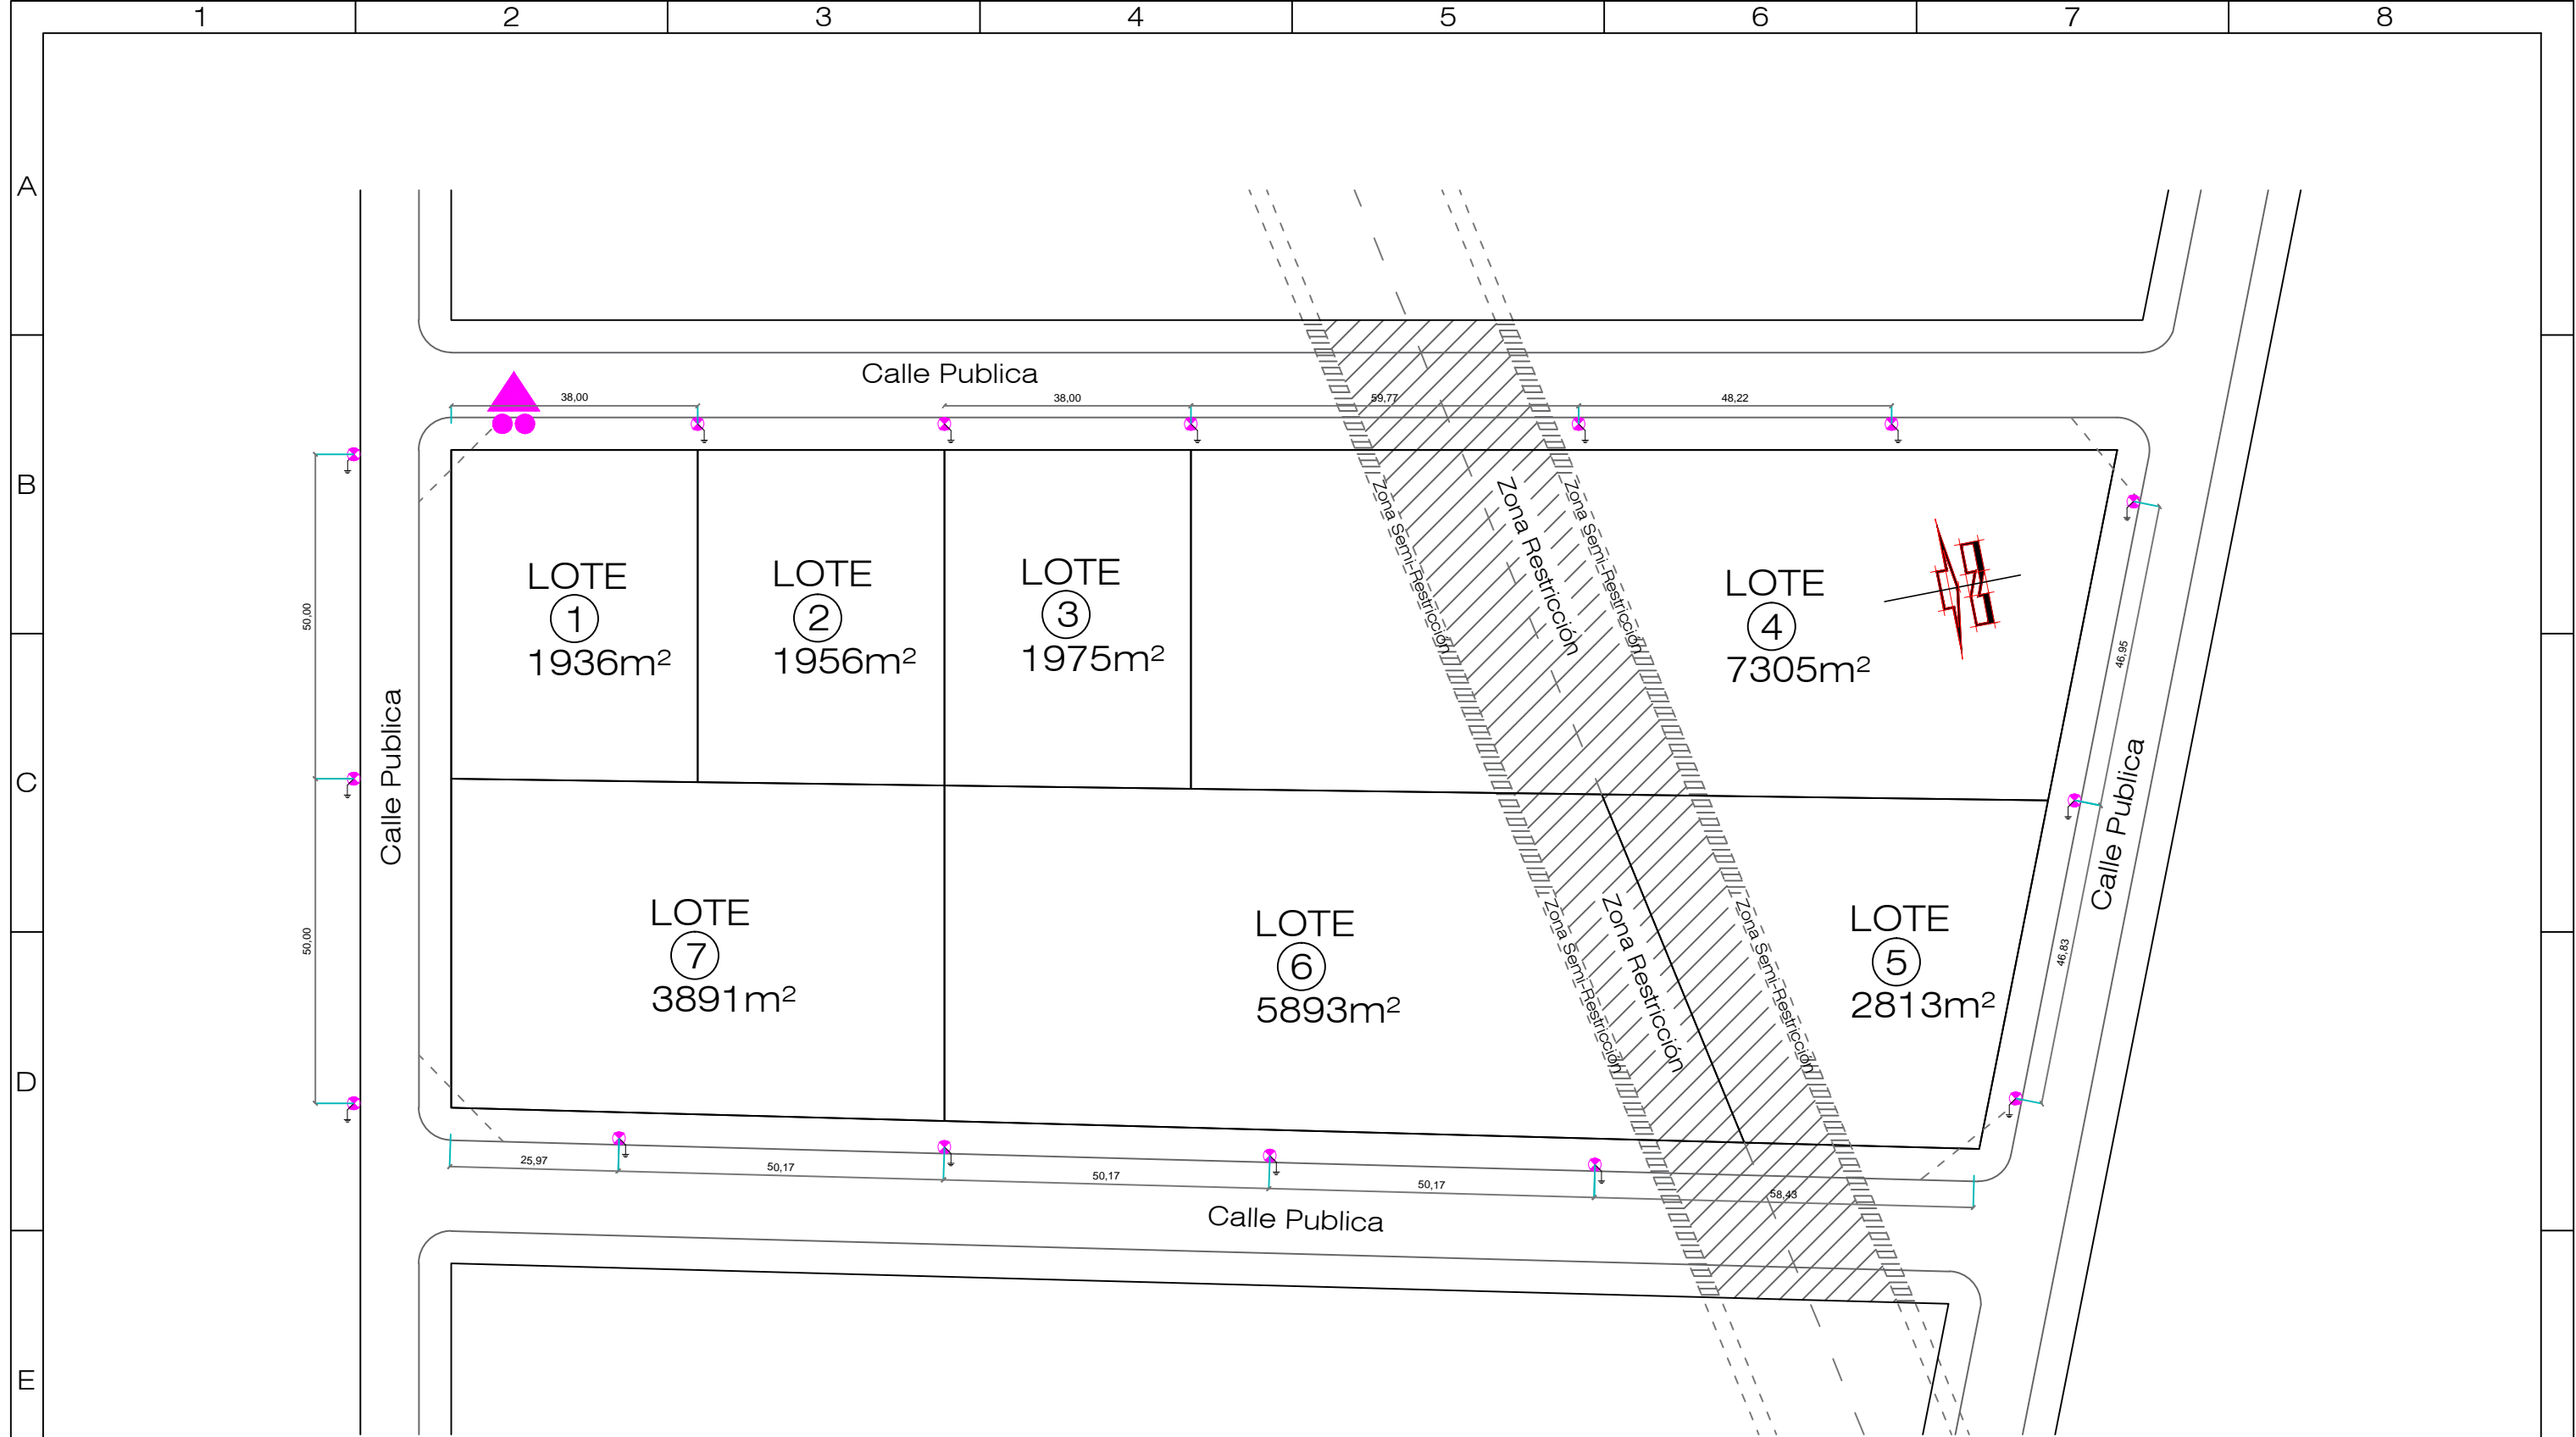 1 2 3 4 5 6 7 8
A
B
C
D
E
Calle Publica
38,00
38,00
59,77
48,22
50,00
50,00
Calle Publica
LOTE
1
1936m²
LOTE
2
1956m²
LOTE
3
1975m²
Zona Semi-Restricción
Zona Restricción
Zona Semi-Restricción
LOTE
4
7305m²
N
46,95
46,83
Calle Publica
LOTE
7
3891m²
LOTE
6
5893m²
Zona Semi-Restricción
Zona Restricción
Zona Semi-Restricción
LOTE
5
2813m²
25,97
50,17
50,17
50,17
58,43
Calle Publica